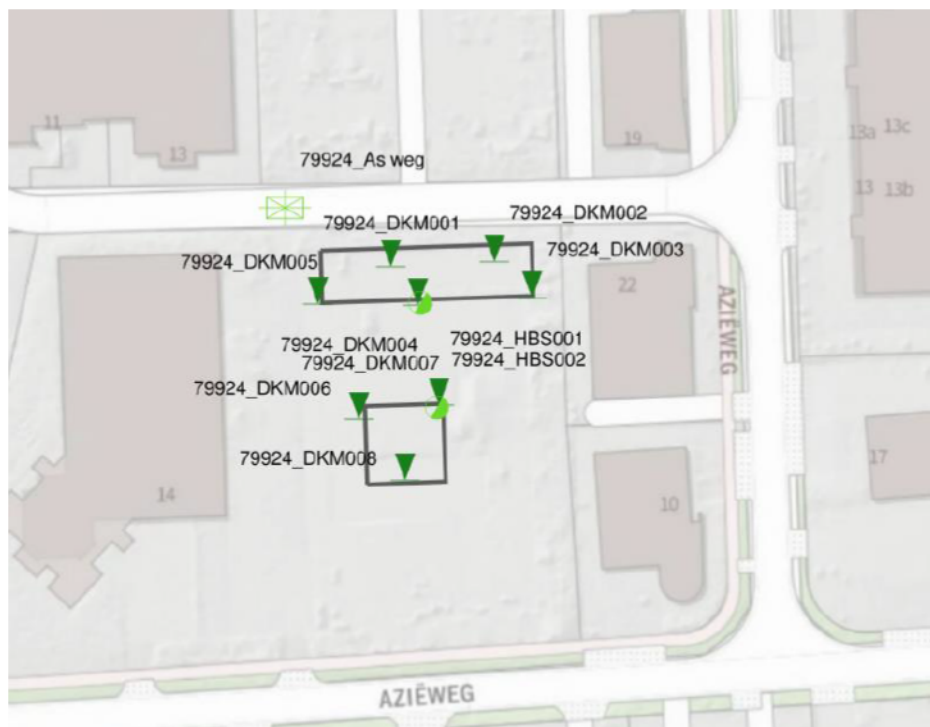 11
13
19
13a
13c
13
13b
79924_As weg
79924_DKM001
79924_DKM002
79924_DKM005
79924_DKM003
22
AZIËWEG
79924_DKM004
79924_HBS001
79924_DKM007
79924_HBS002
79924_DKM006
79924_DKM008
17
14
10
AZIËWEG